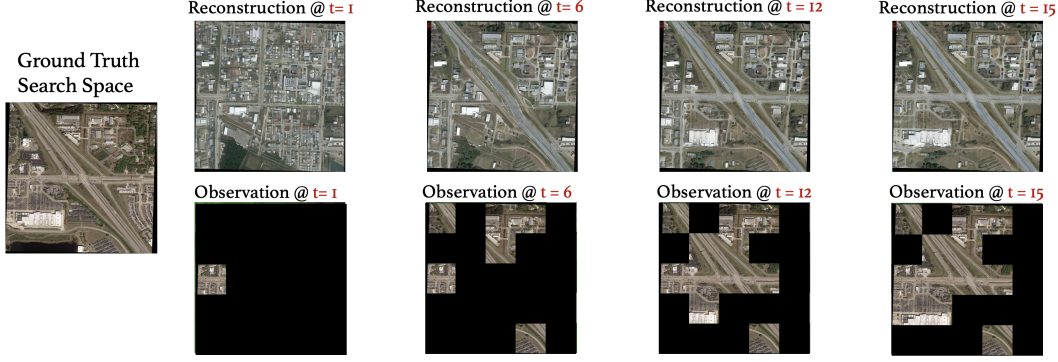 Reconstruction @ t= 1
Reconstruction @ t= 6
Reconstruction @ t= 12
Reconstruction @ t= 15
Ground Truth
Search Space
Observation @ t= 1
Observation @ t = 6
Observation @ t = 12
Observation @ t = 15